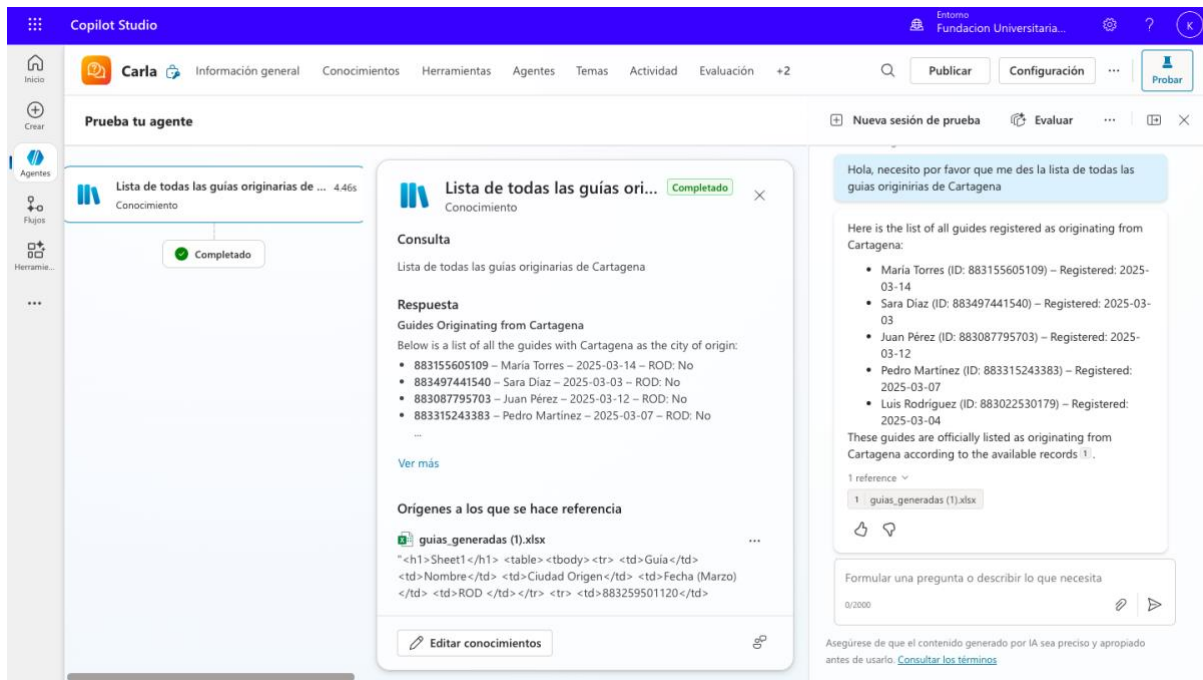 Copilot Studio
Entorno
Fundacion Universitaria...
?
K
Inicio
Crear
Agentes
Flujos
Herramie...
Carla
Información general
Conocimientos
Herramientas
Agentes
Temas
Actividad
Evaluación
+2
Publicar
Configuración
...
Probar
Prueba tu agente
Nueva sesión de prueba
Evaluar
...
Lista de todas las guías originarias de ... 4.46s
Conocimiento
Completado
Lista de todas las guías ori... Completado
Conocimiento
Consulta
Lista de todas las guías originarias de Cartagena
Respuesta
Guides Originating from Cartagena
Below is a list of all the guides with Cartagena as the city of origin:
• 883155605109 – María Torres – 2025-03-14 – ROD: No
• 883497441540 – Sara Díaz – 2025-03-03 – ROD: No
• 883087795703 – Juan Pérez – 2025-03-12 – ROD: No
• 883315243383 – Pedro Martínez – 2025-03-07 – ROD: No
...
Ver más
Orígenes a los que se hace referencia
guias_generadas (1).xlsx
...
"<h1>Sheet1</h1> <table><tbody><tr> <td>Guía</td>
<td>Nombre</td> <td>Ciudad Origen</td> <td>Fecha (Marzo)
</td> <td>ROD </td></tr> <tr> <td>883259501120</td>
Editar conocimientos
Hola, necesito por favor que me des la lista de todas las
guias originirias de Cartagena
Here is the list of all guides registered as originating from
Cartagena:
• María Torres (ID: 883155605109) – Registered: 2025-
03-14
• Sara Díaz (ID: 883497441540) – Registered: 2025-03-
03
• Juan Pérez (ID: 883087795703) – Registered: 2025-
03-12
• Pedro Martínez (ID: 883315243383) – Registered:
2025-03-07
• Luis Rodríguez (ID: 883022530179) – Registered:
2025-03-04
These guides are officially listed as originating from
Cartagena according to the available records 1 .
1 reference
1 guias_generadas (1).xlsx
Formular una pregunta o describir lo que necesita
0/2000
Asegúrese de que el contenido generado por IA sea preciso y apropiado
antes de usarlo. Consultar los términos